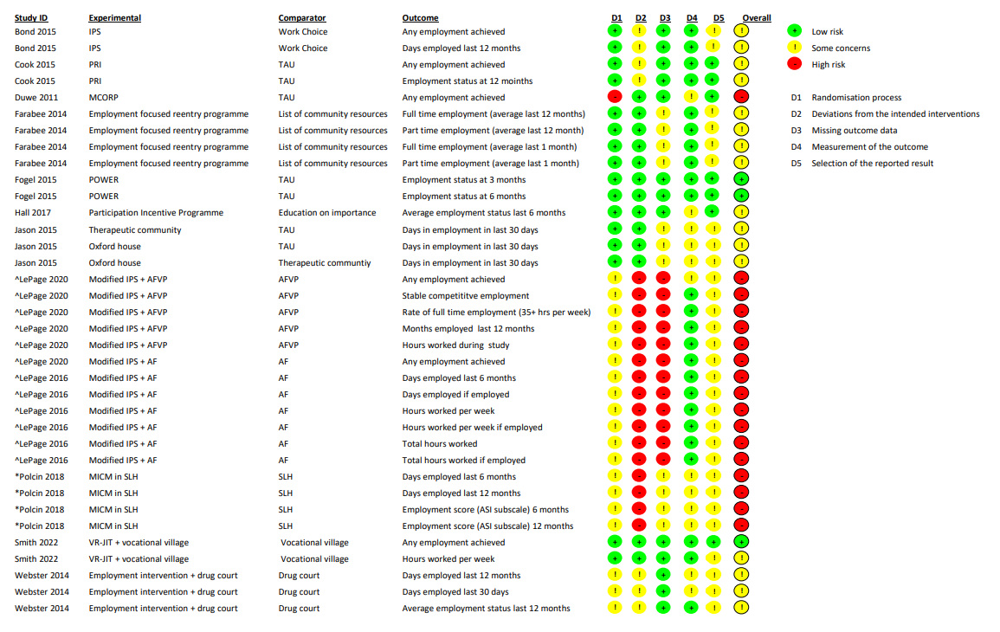 Study ID Experimental Comparator Outcome D1 D2 D3 D4 D5 Overall
Bond 2015 IPS Work Choice Any employment achieved + ! + + ! ! + Low risk
Bond 2015 IPS Work Choice Days employed last 12 months + ! + + ! ! ! Some concerns
Cook 2015 PRI TAU Any employment achieved + ! + + + ! - High risk
Cook 2015 PRI TAU Employment status at 12 moinths + ! + + + !
Duwe 2011 MCORP TAU Any employment achieved - + + ! + - D1 Randomisation process
Farabee 2014 Employment focused reentry programme List of community resources Full time employment (average last 12 months) + + ! + ! ! D2 Deviations from the intended interventions
Farabee 2014 Employment focused reentry programme List of community resources Part time employment (average last 12 month) + + ! + ! ! D3 Missing outcome data
Farabee 2014 Employment focused reentry programme List of community resources Full time employment (average last 1 month) + + ! + ! ! D4 Measurement of the outcome
Farabee 2014 Employment focused reentry programme List of community resources Part time employment (average last 1 month) + + ! + ! ! D5 Selection of the reported result
Fogel 2015 POWER TAU Employment status at 3 months + + + + + +
Fogel 2015 POWER TAU Employment status at 6 months + + + + + +
Hall 2017 Participation Incentive Programme Education on importance Average employment status last 6 months + + + ! + !
Jason 2015 Therapeutic community TAU Days in employment in last 30 days + + ! ! ! !
Jason 2015 Oxford house TAU Days in employment in last 30 days + + ! ! ! !
Jason 2015 Oxford house Therapeutic communtiy Days in employment in last 30 days + + ! ! ! !
^LePage 2020 Modified IPS + AFVP AFVP Any employment achieved ! - - ! ! -
^LePage 2020 Modified IPS + AFVP AFVP Stable competititve employment ! - - + ! -
^LePage 2020 Modified IPS + AFVP AFVP Rate of full time employment (35+ hrs per week) ! - - + ! -
^LePage 2020 Modified IPS + AFVP AFVP Months employed last 12 months ! - - + ! -
^LePage 2020 Modified IPS + AFVP AFVP Hours worked during study ! - - + ! -
^LePage 2020 Modified IPS + AF AF Any employment achieved ! - - + ! -
^LePage 2016 Modified IPS + AF AF Days employed last 6 months ! - - + ! -
^LePage 2016 Modified IPS + AF AF Days employed if employed ! - - + ! -
^LePage 2016 Modified IPS + AF AF Hours worked per week ! - - + ! -
^LePage 2016 Modified IPS + AF AF Hours worked per week if employed ! - - + ! -
^LePage 2016 Modified IPS + AF AF Total hours worked ! - - + ! -
^LePage 2016 Modified IPS + AF AF Total hours worked if employed ! - - + ! -
*Polcin 2018 MICM in SLH SLH Days employed last 6 months ! - ! ! ! -
*Polcin 2018 MICM in SLH SLH Days employed last 12 months ! - ! ! ! -
*Polcin 2018 MICM in SLH SLH Employment score (ASI subscale) 6 months ! - ! ! ! -
*Polcin 2018 MICM in SLH SLH Employment score (ASI subscale) 12 months ! - ! ! ! -
Smith 2022 VR-JIT + vocational village Vocational village Any employment achieved + + + + + +
Smith 2022 VR-JIT + vocational village Vocational village Hours worked per week + + + + ! !
Webster 2014 Employment intervention + drug court Drug court Days employed last 12 months ! ! + ! ! !
Webster 2014 Employment intervention + drug court Drug court Days employed last 30 days ! ! + ! ! !
Webster 2014 Employment intervention + drug court Drug court Average employment status last 12 months ! ! + + ! !